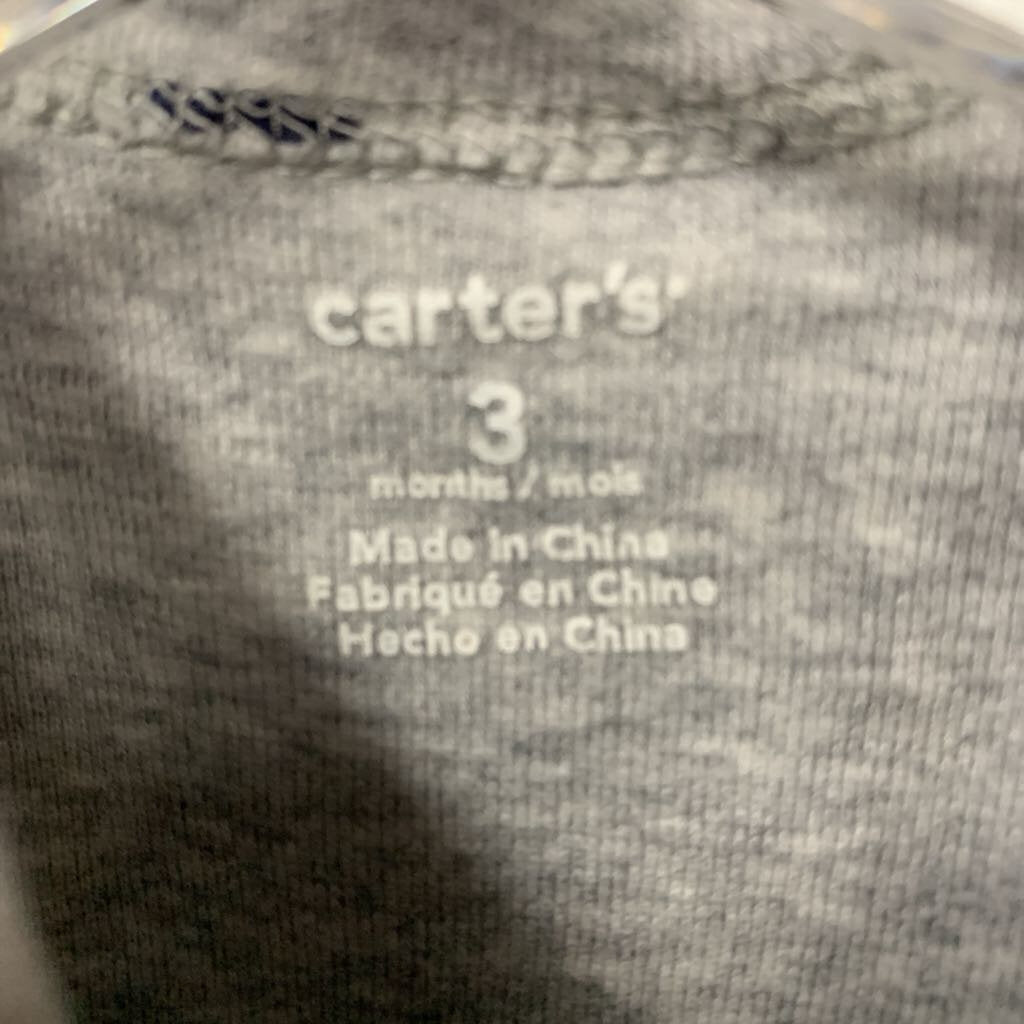 carter's
3
months / mois
Made in China
Fabriqué en Chine
Hecho en China